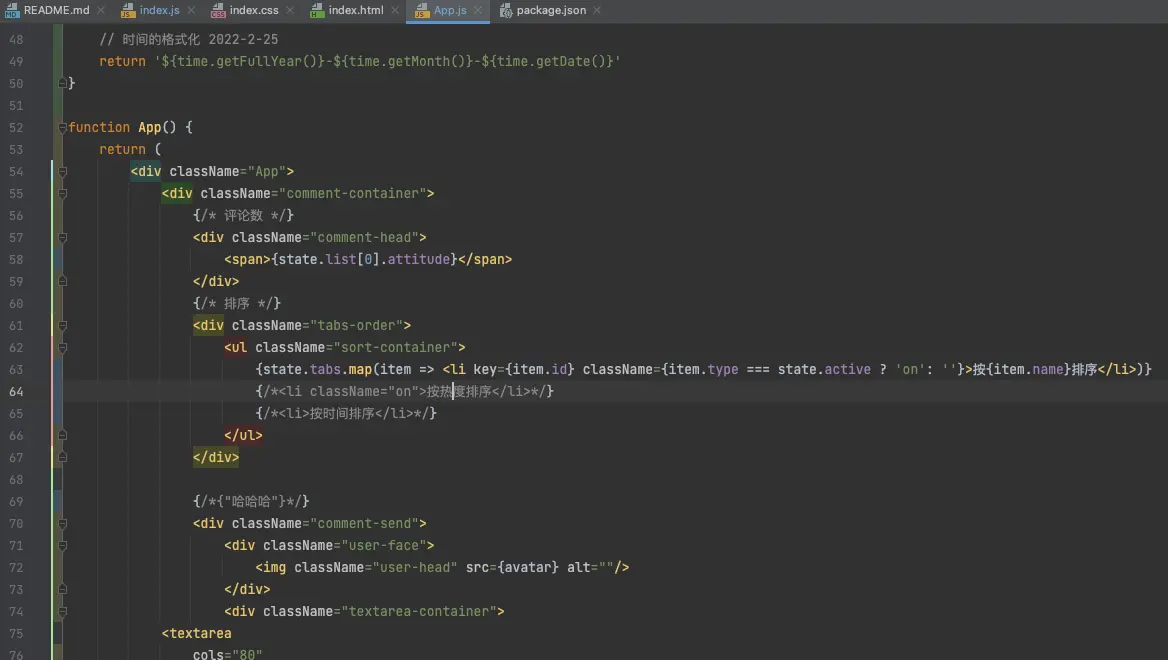 README.md index.js index.css index.html App.js package.json
48 // 时间的格式化 2022-2-25
49 return '${time.getFullYear()}-${time.getMonth()}-${time.getDate()}'
50 }
51
52 function App() {
53 return (
54 <div className="App">
55 <div className="comment-container">
56 {/* 评论数 */}
57 <div className="comment-head">
58 <span>{state.list[0].attitude}</span>
59 </div>
60 {/* 排序 */}
61 <div className="tabs-order">
62 <ul className="sort-container">
63 {state.tabs.map(item => <li key={item.id} className={item.type === state.active ? 'on': ''}>按{item.name}排序</li>)}
64 {/*<li className="on">按热度排序</li>*/}
65 {/*<li>按时间排序</li>*/}
66 </ul>
67 </div>
68
69 {/*{"哈哈哈"}*/}
70 <div className="comment-send">
71 <div className="user-face">
72 <img className="user-head" src={avatar} alt=""/>
73 </div>
74 <div className="textarea-container">
75 <textarea
76 cols="80"